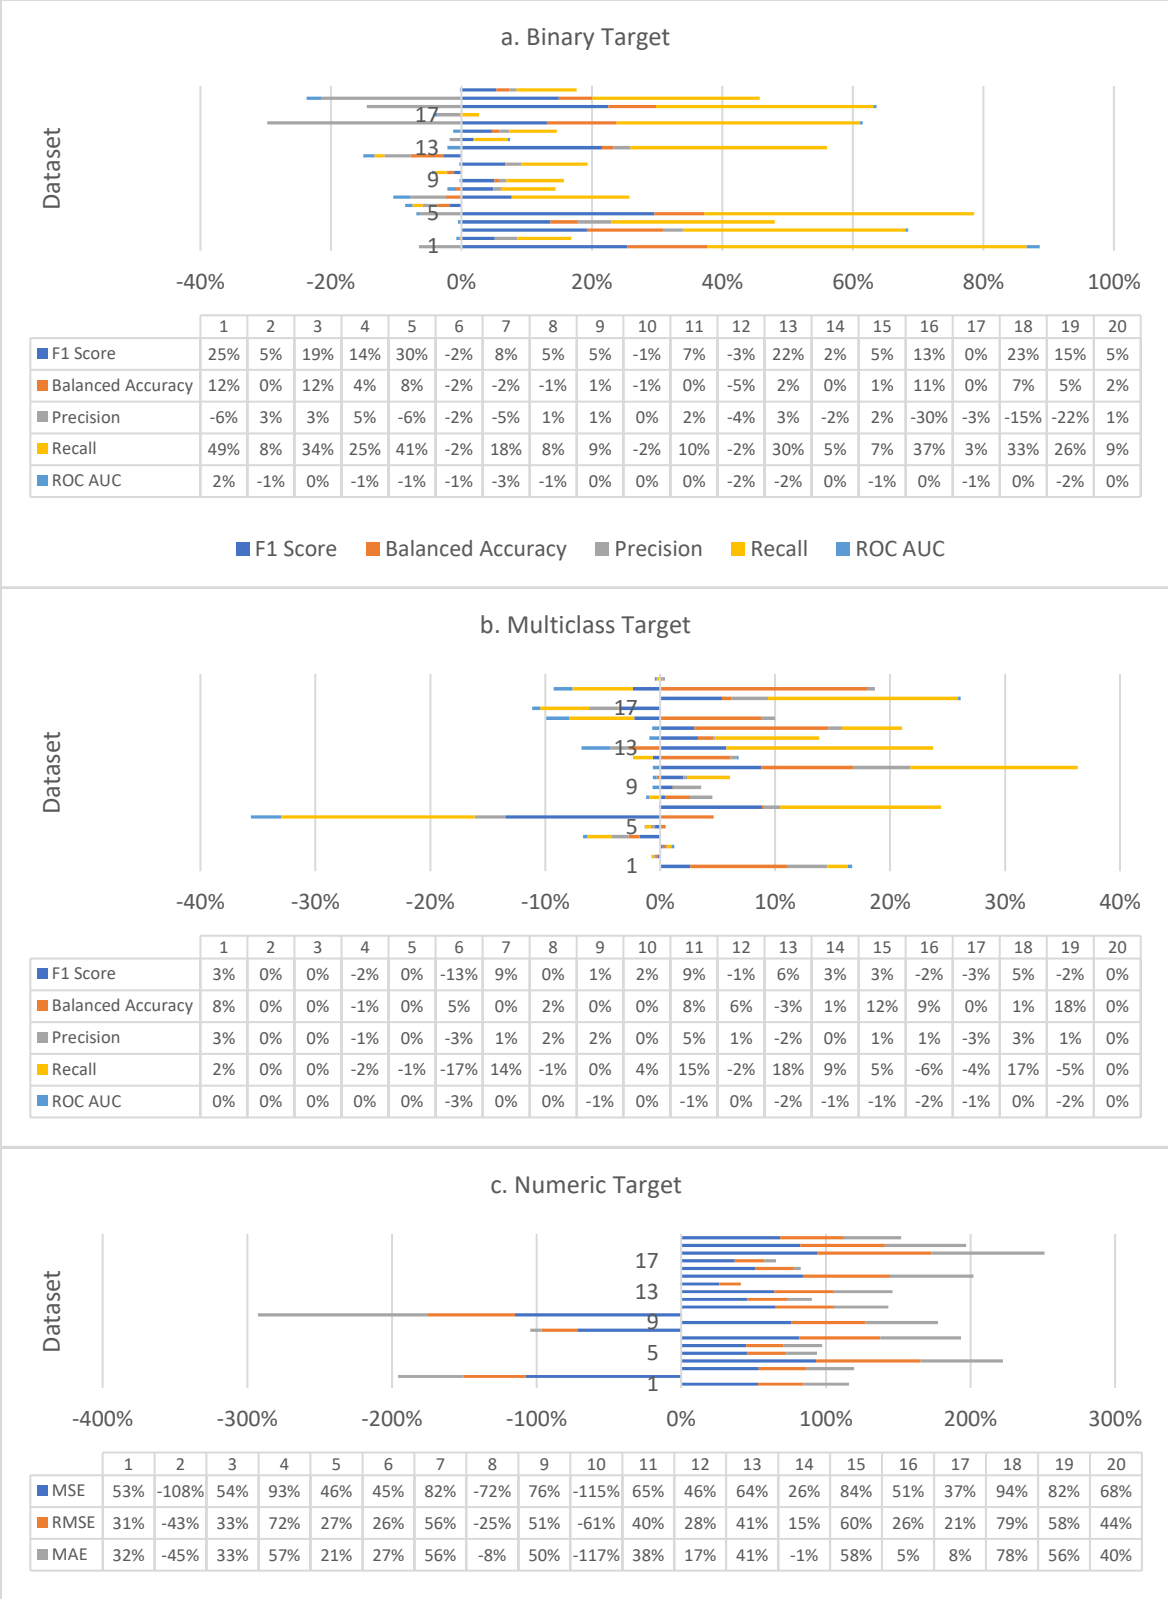 a. Binary Target
Dataset
17
13
9
5
1
-40% -20% 0% 20% 40% 60% 80% 100%
1 2 3 4 5 6 7 8 9 10 11 12 13 14 15 16 17 18 19 20
F1 Score 25% 5% 19% 14% 30% -2% 8% 5% 5% -1% 7% -3% 22% 2% 5% 13% 0% 23% 15% 5%
Balanced Accuracy 12% 0% 12% 4% 8% -2% -2% -1% 1% -1% 0% -5% 2% 0% 1% 11% 0% 7% 5% 2%
Precision -6% 3% 3% 5% -6% -2% -5% 1% 1% 0% 2% -4% 3% -2% 2% -30% -3% -15% -22% 1%
Recall 49% 8% 34% 25% 41% -2% 18% 8% 9% -2% 10% -2% 30% 5% 7% 37% 3% 33% 26% 9%
ROC AUC 2% -1% 0% -1% -1% -1% -3% -1% 0% 0% 0% -2% -2% 0% -1% 0% -1% 0% -2% 0%
F1 Score Balanced Accuracy Precision Recall ROC AUC
b. Multiclass Target
17
13
9
5
1
-40% -30% -20% -10% 0% 10% 20% 30% 40%
1 2 3 4 5 6 7 8 9 10 11 12 13 14 15 16 17 18 19 20
F1 Score 3% 0% 0% -2% 0% -13% 9% 0% 1% 2% 9% -1% 6% 3% 3% -2% -3% 5% -2% 0%
Balanced Accuracy 8% 0% 0% -1% 0% 5% 0% 2% 0% 0% 8% 6% -3% 1% 12% 9% 0% 1% 18% 0%
Precision 3% 0% 0% -1% 0% -3% 1% 2% 2% 0% 5% 1% -2% 0% 1% 1% -3% 3% 1% 0%
Recall 2% 0% 0% -2% -1% -17% 14% -1% 0% 4% 15% -2% 18% 9% 5% -6% -4% 17% -5% 0%
ROC AUC 0% 0% 0% 0% 0% -3% 0% 0% -1% 0% -1% 0% -2% -1% -1% -2% -1% 0% -2% 0%
c. Numeric Target
Dataset
17
13
9
5
1
-400% -300% -200% -100% 0% 100% 200% 300%
1 2 3 4 5 6 7 8 9 10 11 12 13 14 15 16 17 18 19 20
MSE 53% -108% 54% 93% 46% 45% 82% -72% 76% -115% 65% 46% 64% 26% 84% 51% 37% 94% 82% 68%
RMSE 31% -43% 33% 72% 27% 26% 56% -25% 51% -61% 40% 28% 41% 15% 60% 26% 21% 79% 58% 44%
MAE 32% -45% 33% 57% 21% 27% 56% -8% 50% -117% 38% 17% 41% -1% 58% 5% 8% 78% 56% 40%